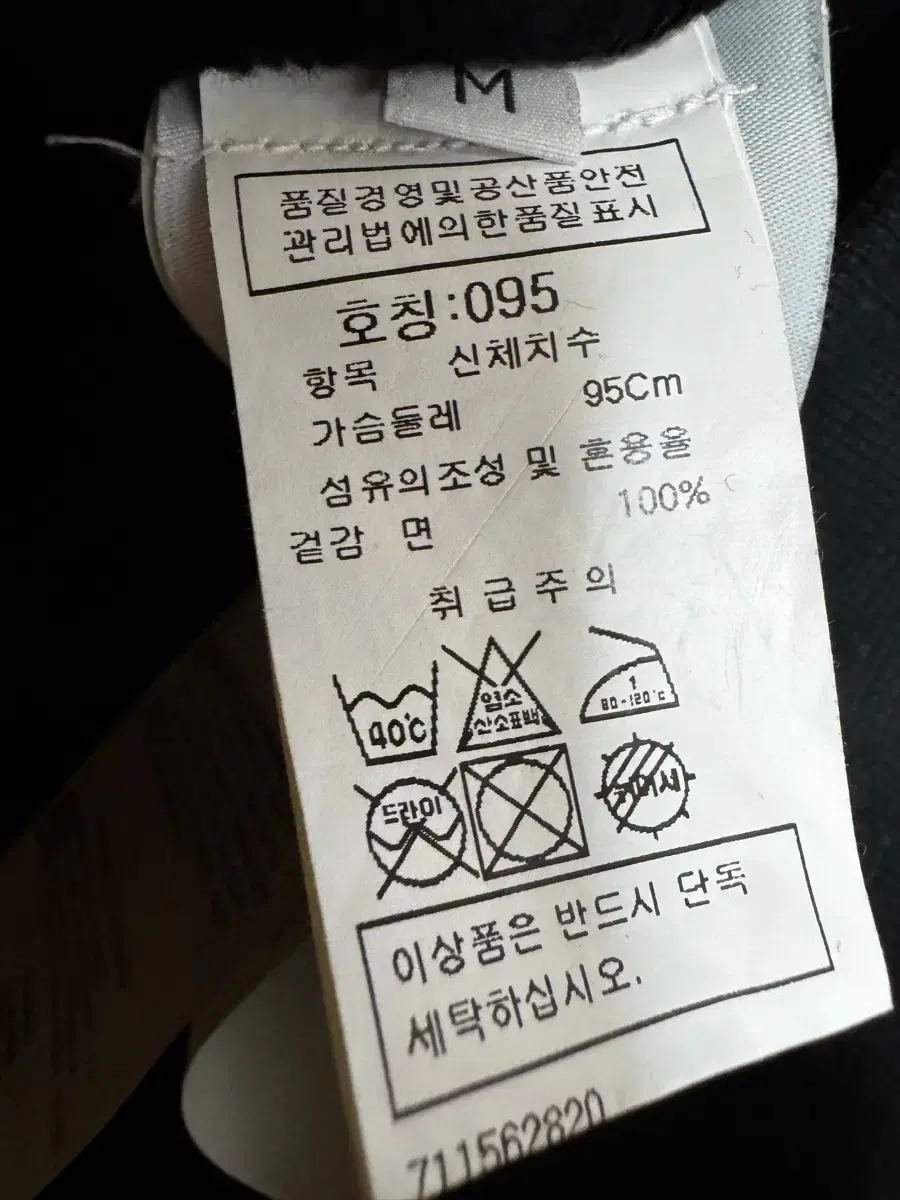 M
품질경영및공산품안전
관리법에의한품질표시
호칭:095
항목 신체치수
가슴둘레 95Cm
섬유의조성 및 혼용율
겉감 면 100%
취급주의
40℃ 염소 1
산소표백 80-120℃
드라이
이상품은 반드시 단독
세탁하십시오.
711562820